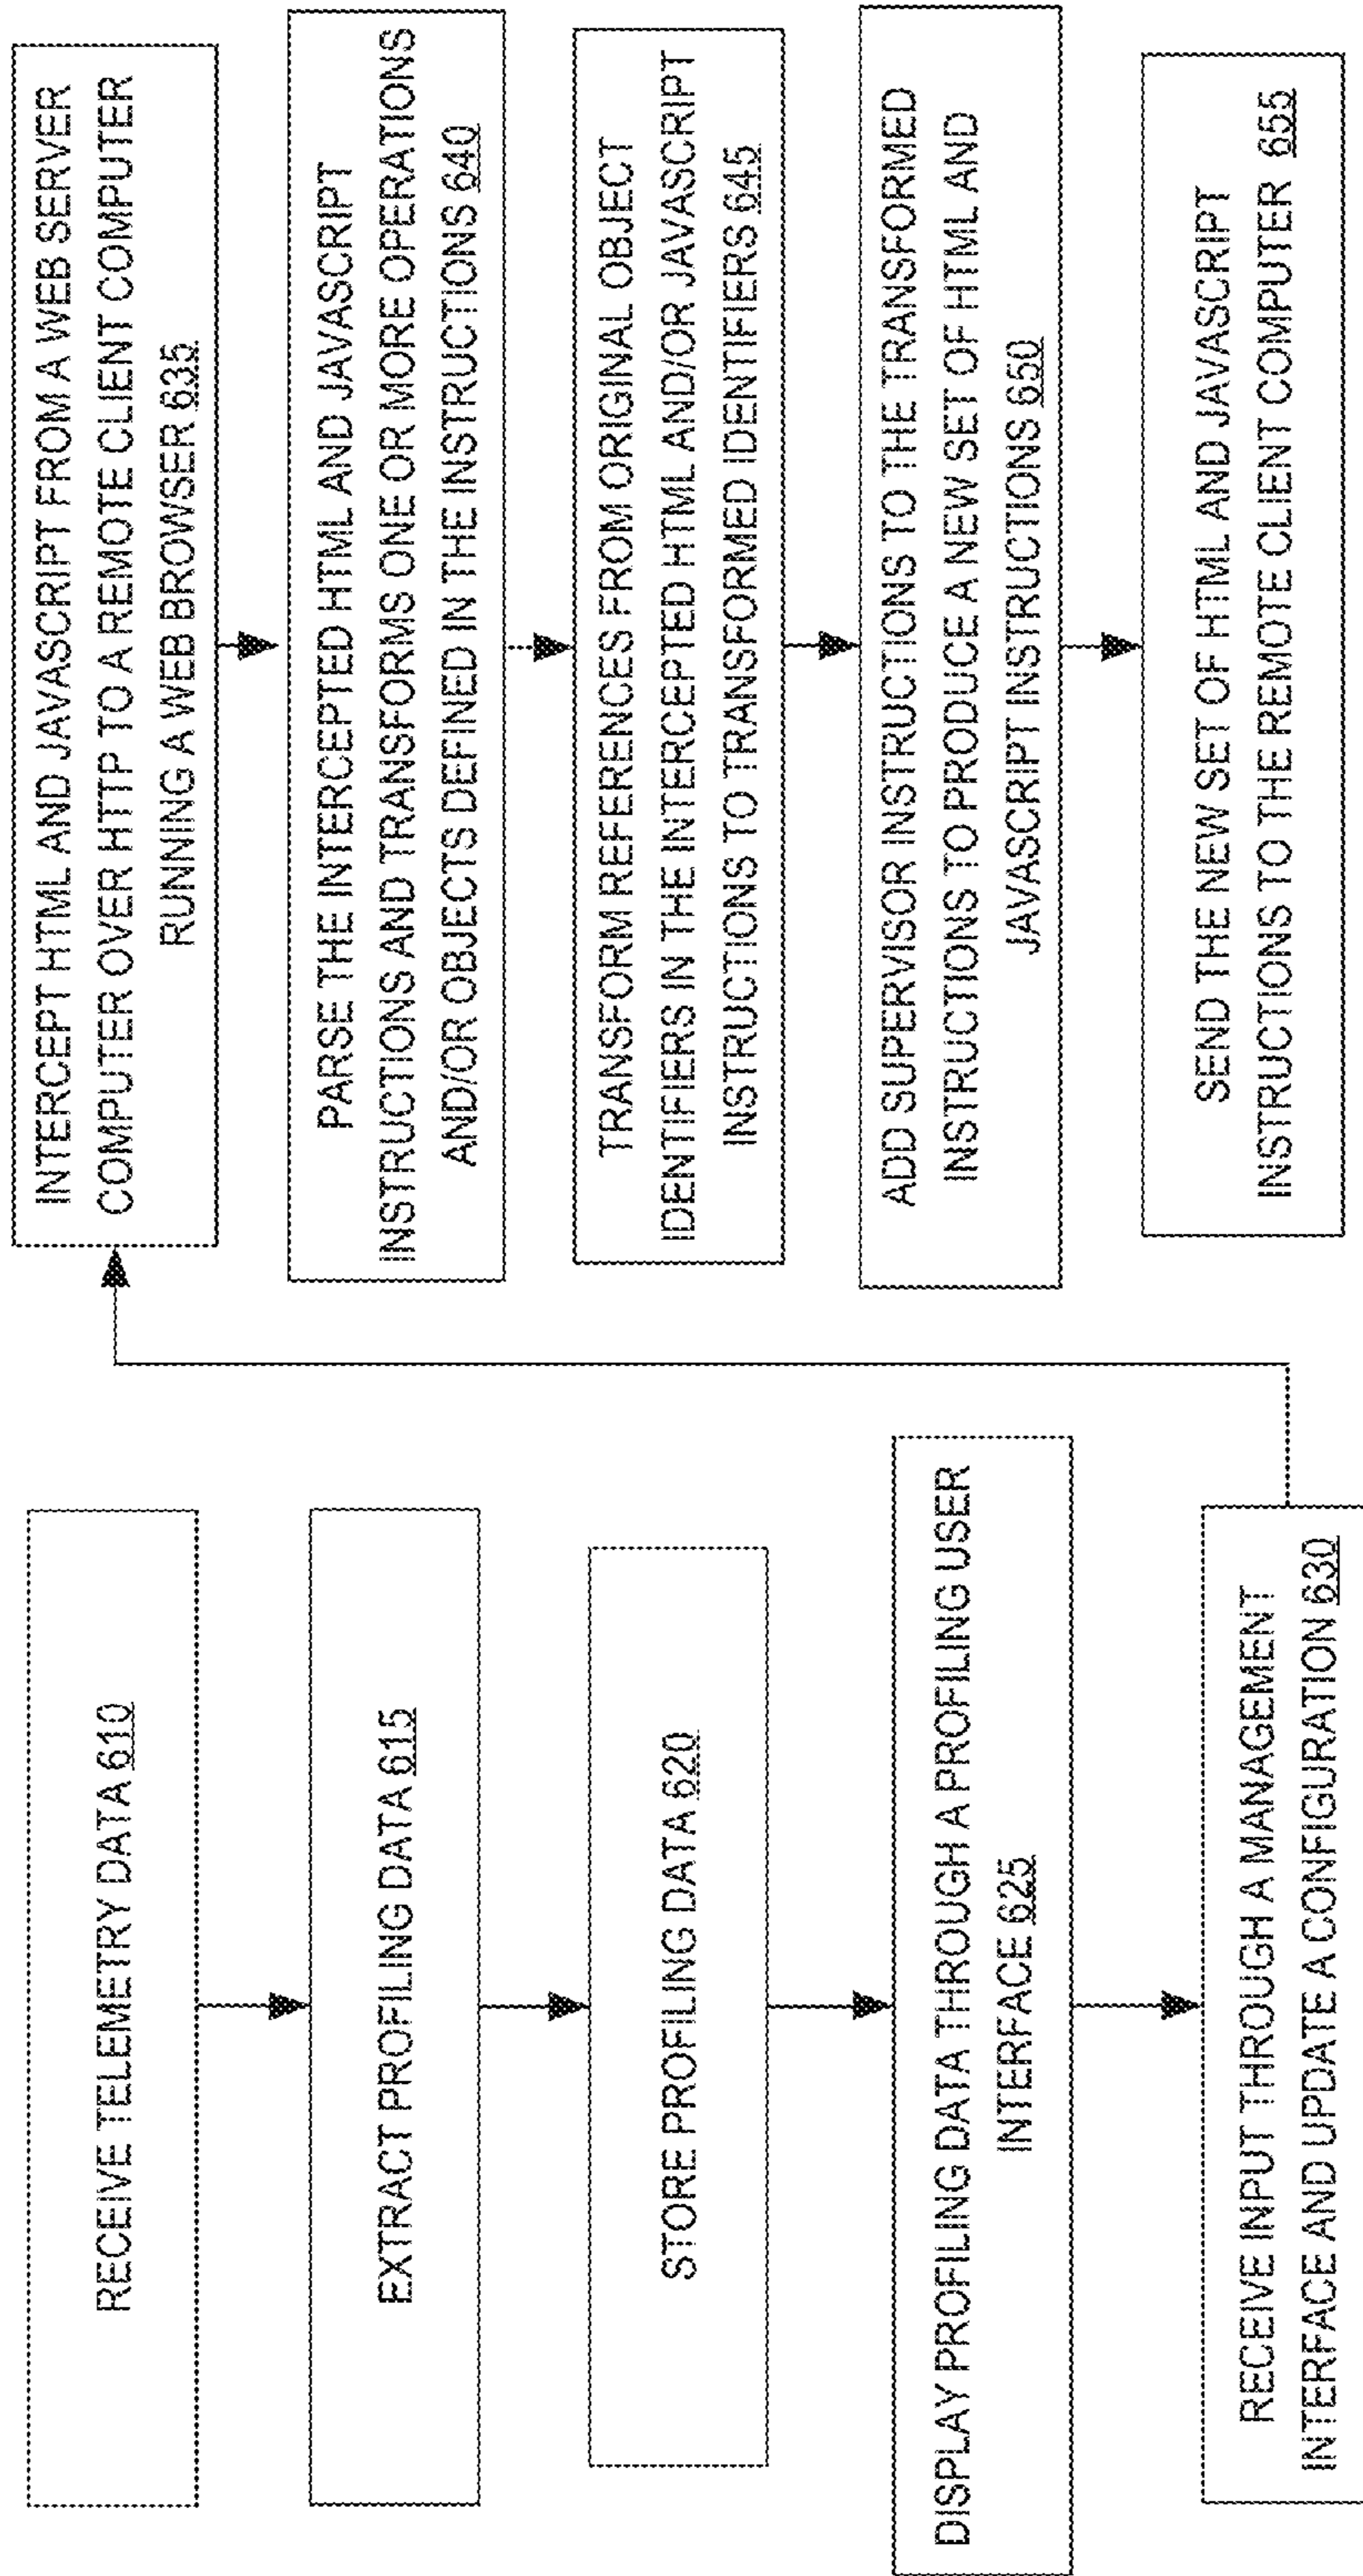 RECEIVE TELEMETRY DATA 610
EXTRACT PROFILING DATA 615
STORE PROFILING DATA 620
DISPLAY PROFILING DATA THROUGH A PROFILING USER
INTERFACE 625
RECEIVE INPUT THROUGH A MANAGEMENT
INTERFACE AND UPDATE A CONFIGURATION 630
INTERCEPT HTML AND JAVASCRIPT FROM A WEB SERVER
COMPUTER OVER HTTP TO A REMOTE CLIENT COMPUTER
RUNNING A WEB BROWSER 635
PARSE THE INTERCEPTED HTML AND JAVASCRIPT
INSTRUCTIONS AND TRANSFORMS ONE OR MORE OPERATIONS
AND/OR OBJECTS DEFINED IN THE INSTRUCTIONS 640
TRANSFORM REFERENCES FROM ORIGINAL OBJECT
IDENTIFIERS IN THE INTERCEPTED HTML AND/OR JAVASCRIPT
INSTRUCTIONS TO TRANSFORMED IDENTIFIERS 645
ADD SUPERVISOR INSTRUCTIONS TO THE TRANSFORMED
INSTRUCTIONS TO PRODUCE A NEW SET OF HTML AND
JAVASCRIPT INSTRUCTIONS 650
SEND THE NEW SET OF HTML AND JAVASCRIPT
INSTRUCTIONS TO THE REMOTE CLIENT COMPUTER 655